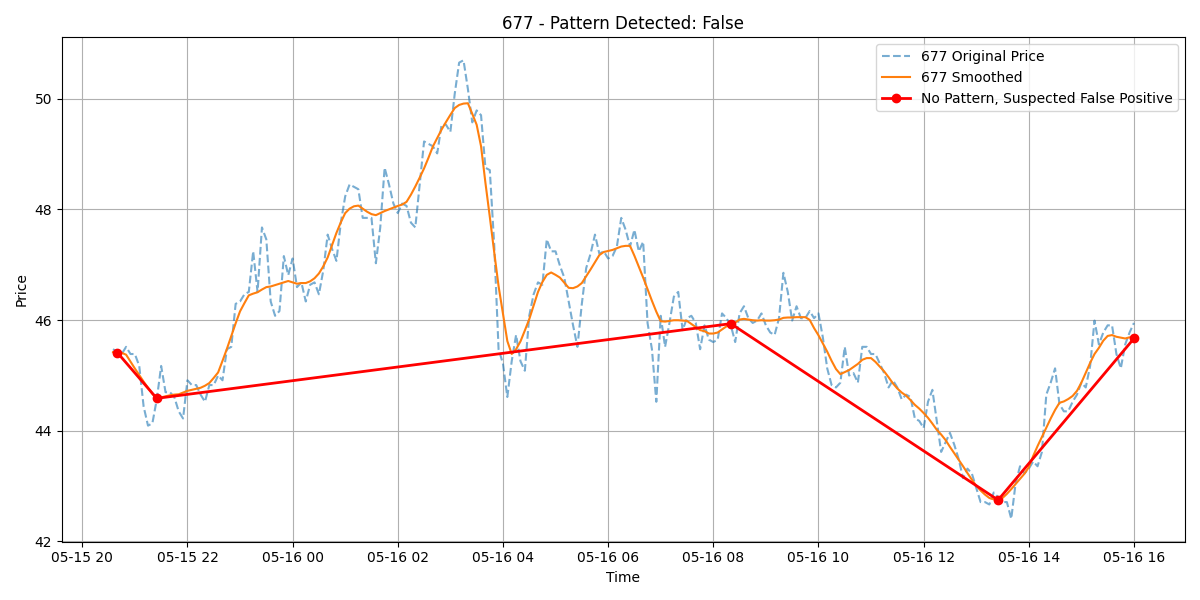 677 - Pattern Detected: False
677 Original Price
677 Smoothed
No Pattern, Suspected False Positive
Price
50
48
46
44
42
05-15 20 05-15 22 05-16 00 05-16 02 05-16 04 05-16 06 05-16 08 05-16 10 05-16 12 05-16 14 05-16 16
Time